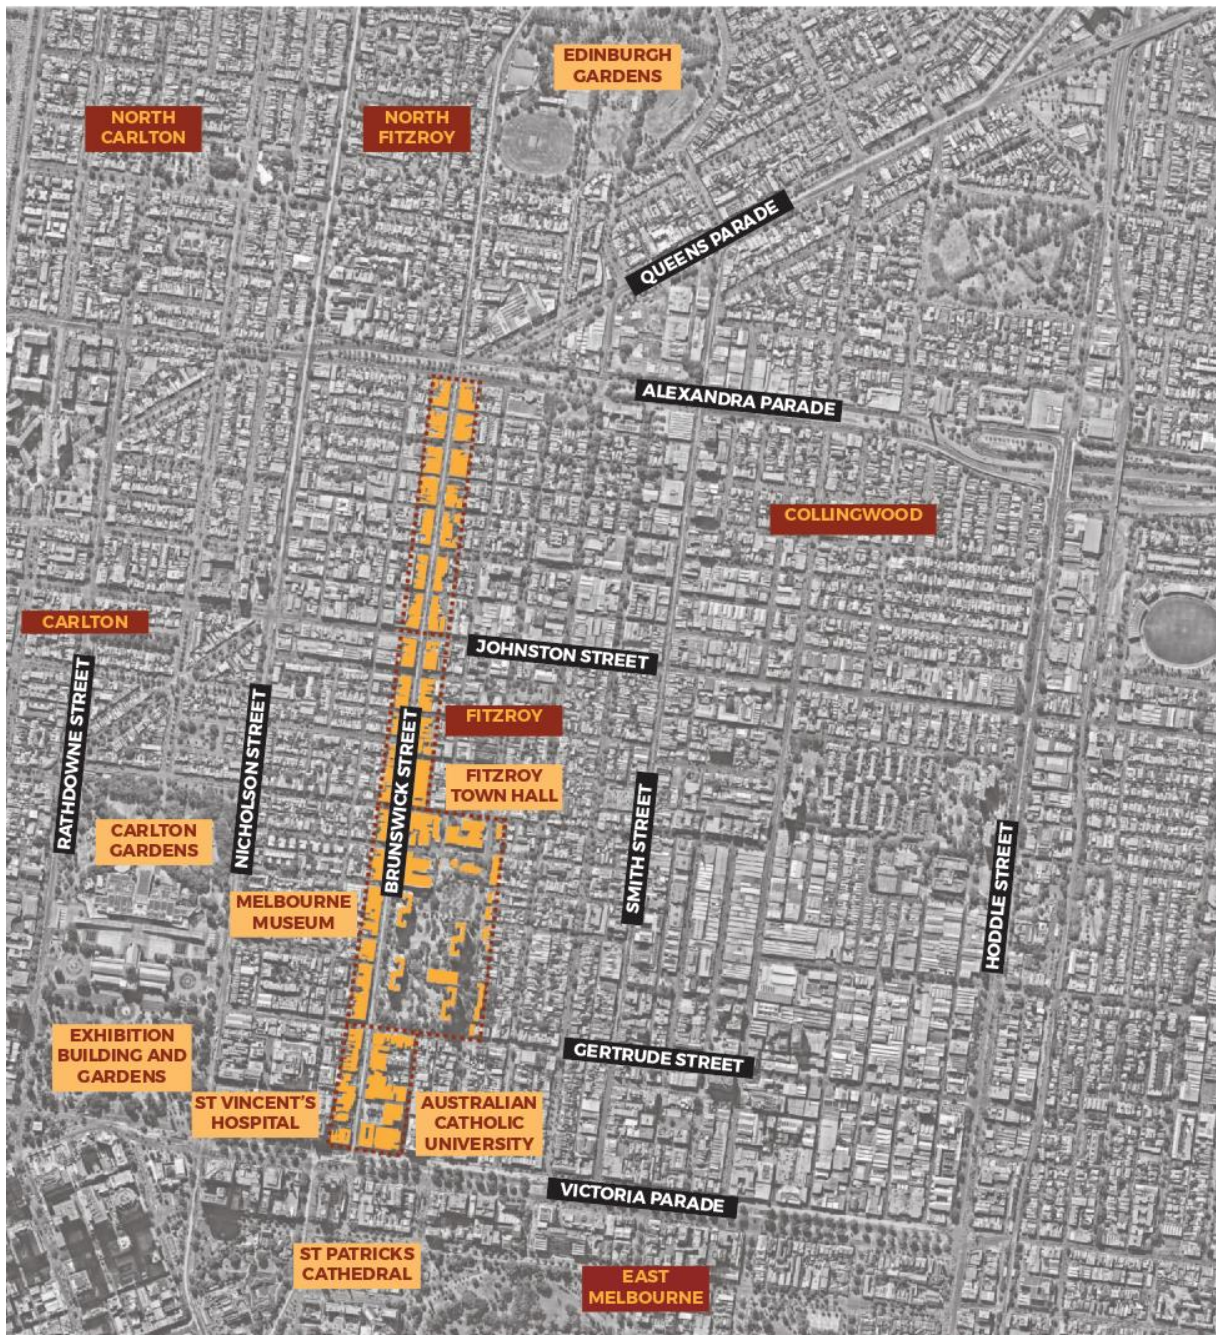 EDINBURGH
GARDENS
NORTH
CARLTON
NORTH
FITZROY
QUEENS PARADE
ALEXANDRA PARADE
COLLINGWOOD
CARLTON
JOHNSTON STREET
RATHDOWNE STREET
NICHOLSON STREET
BRUNSWICK STREET
FITZROY
FITZROY
TOWN HALL
SMITH STREET
HODDLE STREET
CARLTON
GARDENS
MELBOURNE
MUSEUM
EXHIBITION
BUILDING AND
GARDENS
GERTRUDE STREET
ST VINCENT'S
HOSPITAL
AUSTRALIAN
CATHOLIC
UNIVERSITY
VICTORIA PARADE
ST PATRICKS
CATHEDRAL
EAST
MELBOURNE